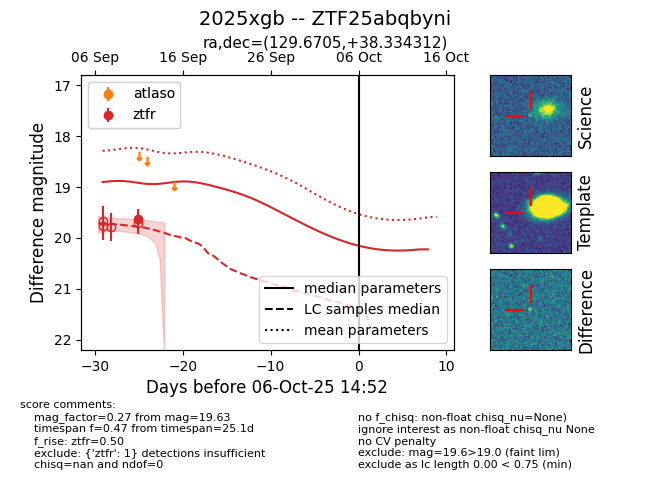 2025xgb -- ZTF25abqbyni
ra,dec=(129.6705,+38.334312)
06 Sep 16 Sep 26 Sep 06 Oct 16 Oct
17
18
19
20
21
22
Difference magnitude
atlaso
ztfr
median parameters
LC samples median
mean parameters
−30 −20 −10 0 10
Days before 06-Oct-25 14:52
Science
Template
Difference
score comments:
mag_factor=0.27 from mag=19.63
timespan f=0.47 from timespan=25.1d
f_rise: ztfr=0.50
exclude: {'ztfr': 1} detections insufficient
chisq=nan and ndof=0
no f_chisq: non-float chisq_nu=None)
ignore interest as non-float chisq_nu None
no CV penalty
exclude: mag=19.6>19.0 (faint lim)
exclude as lc length 0.00 < 0.75 (min)